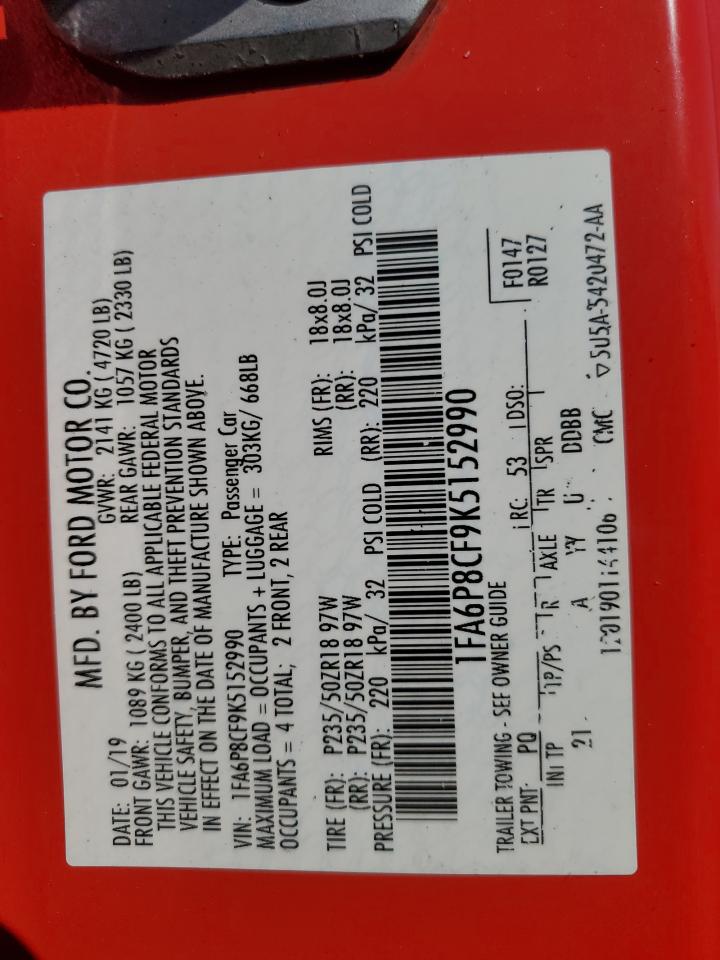 MFD. BY FORD MOTOR CO.
DATE: 01/19 GVWR: 2141 KG ( 4720 LB)
FRONT GAWR: 1089 KG ( 2400 LB) REAR GAWR: 1057 KG ( 2330 LB)
THIS VEHICLE CONFORMS TO ALL APPLICABLE FEDERAL MOTOR
VEHICLE SAFETY, BUMPER, AND THEFT PREVENTION STANDARDS
IN EFFECT ON THE DATE OF MANUFACTURE SHOWN ABOVE.
VIN: 1FA6P8CF9K5152990 TYPE: Passenger Car
MAXIMUM LOAD = OCCUPANTS + LUGGAGE = 303KG/ 668LB
OCCUPANTS = 4 TOTAL; 2 FRONT, 2 REAR
TIRE (FR): P235/50ZR18 97W RIMS (FR): 18x8.0J
(RR): P235/50ZR18 97W (RR): 18x8.0J
PRESSURE (FR): 220 kPa/ 32 PSI COLD (RR): 220 kPa/ 32 PSI COLD
1FA6P8CF9K5152990
TRAILER TOWING - SEE OWNER GUIDE F0147
EXT PNT: PQ RC: 53 DSO: R0127
INT TP TP/PS R AXLE TR SPR
21 A YY U DDBB
CMC ▽5U5A-5420472-AA